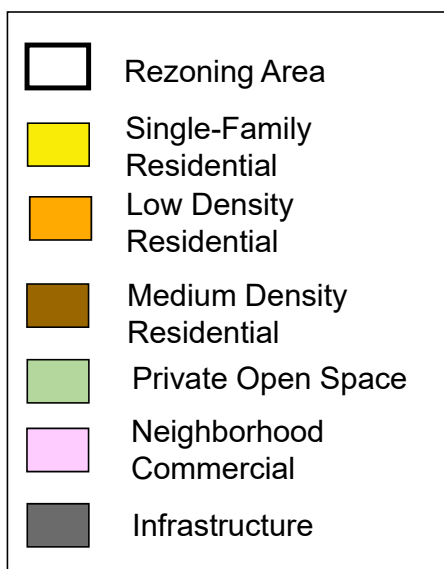 Rezoning Area
Single-Family
Residential
Low Density
Residential
Medium Density
Residential
Private Open Space
Neighborhood
Commercial
Infrastructure